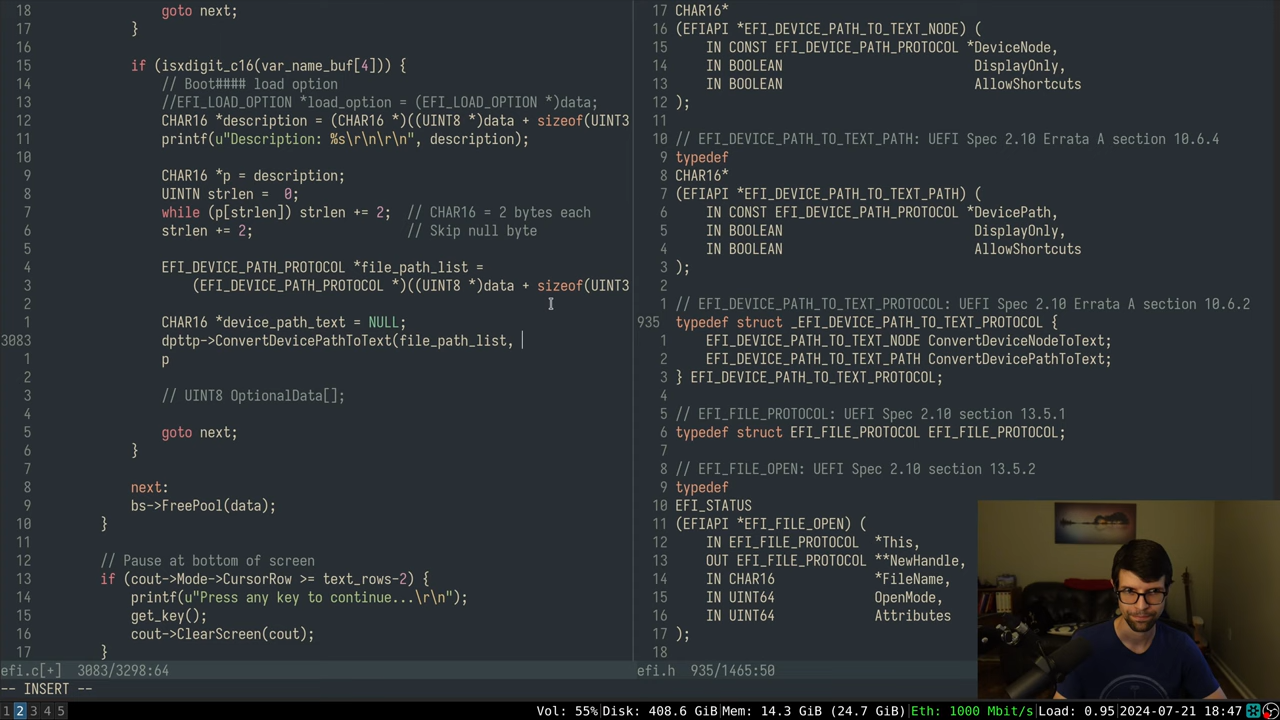 18                     goto next;
17                 }
16
15                 if (isxdigit_c16(var_name_buf[4])) {
14                     // Boot#### load option
13                     //EFI_LOAD_OPTION *load_option = (EFI_LOAD_OPTION *)data;
12                     CHAR16 *description = (CHAR16 *)((UINT8 *)data + sizeof(UINT3
11                     printf(u"Description: %s\r\n\r\n", description);
10
9                     CHAR16 *p = description;
8                     UINTN strlen =  0;
7                     while (p[strlen]) strlen += 2;  // CHAR16 = 2 bytes each
6                     strlen += 2;                    // Skip null byte
5
4                     EFI_DEVICE_PATH_PROTOCOL *file_path_list =
3                         (EFI_DEVICE_PATH_PROTOCOL *)((UINT8 *)data + sizeof(UINT3
2
1                     CHAR16 *device_path_text = NULL;
3083                     dpttp->ConvertDevicePathToText(file_path_list,
1                     p
2
3                     // UINT8 OptionalData[];
4
5                     goto next;
6                 }
7
8                 next:
9                 bs->FreePool(data);
10             }
11
12             // Pause at bottom of screen
13             if (cout->Mode->CursorRow >= text_rows-2) {
14                 printf(u"Press any key to continue...\r\n");
15                 get_key();
16                 cout->ClearScreen(cout);
17             }
efi.c[+]  3083/3298:64
-- INSERT --
17 CHAR16*
16 (EFIAPI *EFI_DEVICE_PATH_TO_TEXT_NODE) (
15     IN CONST EFI_DEVICE_PATH_PROTOCOL *DeviceNode,
14     IN BOOLEAN                         DisplayOnly,
13     IN BOOLEAN                         AllowShortcuts
12 );
11
10 // EFI_DEVICE_PATH_TO_TEXT_PATH: UEFI Spec 2.10 Errata A section 10.6.4
9 typedef
8 CHAR16*
7 (EFIAPI *EFI_DEVICE_PATH_TO_TEXT_PATH) (
6     IN CONST EFI_DEVICE_PATH_PROTOCOL *DevicePath,
5     IN BOOLEAN                         DisplayOnly,
4     IN BOOLEAN                         AllowShortcuts
3 );
2
1 // EFI_DEVICE_PATH_TO_TEXT_PROTOCOL: UEFI Spec 2.10 Errata A section 10.6.2
935 typedef struct _EFI_DEVICE_PATH_TO_TEXT_PROTOCOL {
1     EFI_DEVICE_PATH_TO_TEXT_NODE ConvertDeviceNodeToText;
2     EFI_DEVICE_PATH_TO_TEXT_PATH ConvertDevicePathToText;
3 } EFI_DEVICE_PATH_TO_TEXT_PROTOCOL;
4
5 // EFI_FILE_PROTOCOL: UEFI Spec 2.10 section 13.5.1
6 typedef struct EFI_FILE_PROTOCOL EFI_FILE_PROTOCOL;
7
8 // EFI_FILE_OPEN: UEFI Spec 2.10 section 13.5.2
9 typedef
10 EFI_STATUS
11 (EFIAPI *EFI_FILE_OPEN) (
12     IN EFI_FILE_PROTOCOL  *This,
13     OUT EFI_FILE_PROTOCOL **NewHandle,
14     IN CHAR16             *FileName,
15     IN UINT64             OpenMode,
16     IN UINT64             Attributes
17 );
18
efi.h  935/1465:50
1 2 3 4 5
Vol: 55% Disk: 408.6 GiB Mem: 14.3 GiB (24.7 GiB) Eth: 1000 Mbit/s Load: 0.95 2024-07-21 18:47